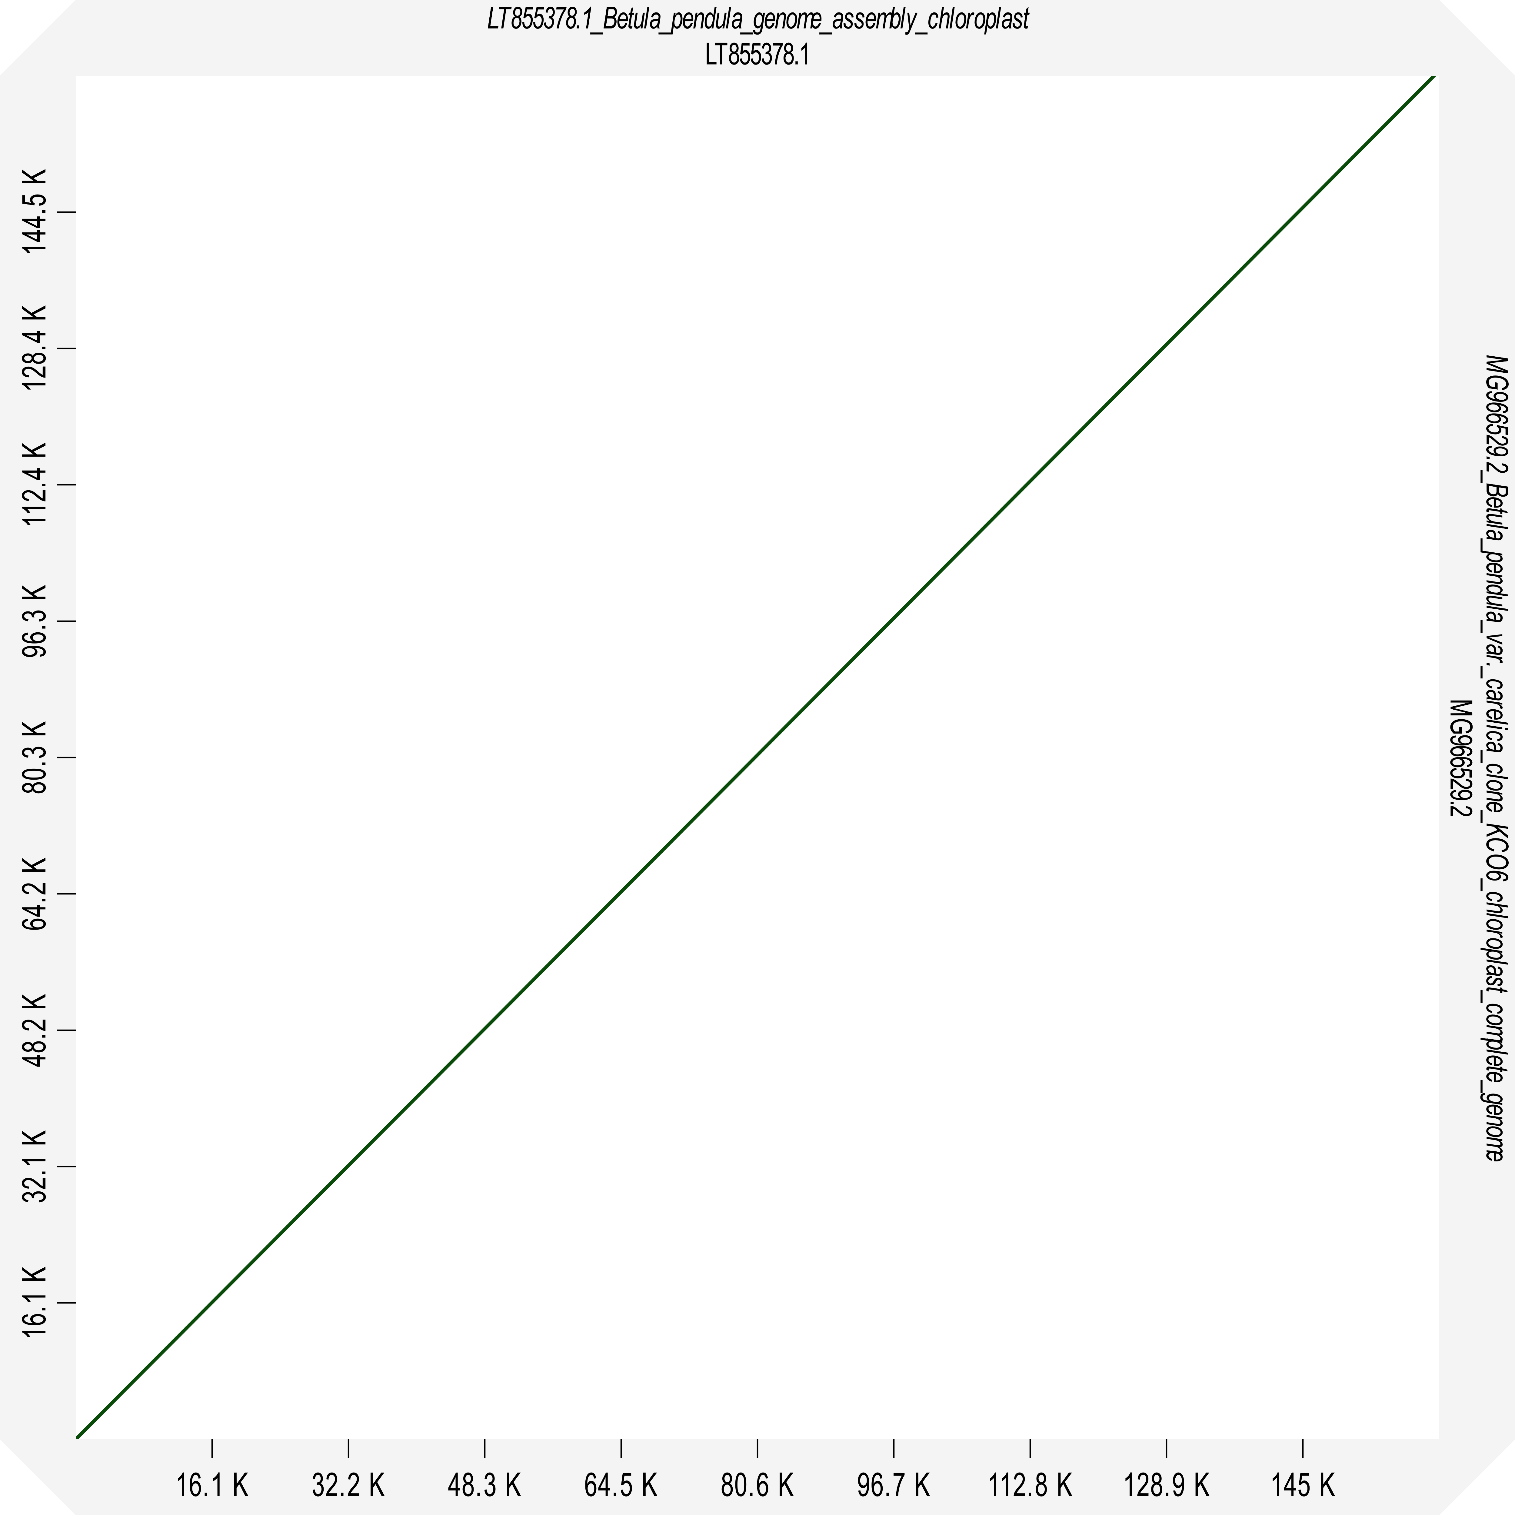 LT855378.1_Betula_pendula_genome_assembly_chloroplast
LT855378.1
144.5 K
128.4 K
112.4 K
96.3 K
80.3 K
64.2 K
48.2 K
32.1 K
16.1 K
MG966529.2_Betula_pendula_var._carelica_clone_KCO6_chloroplast_complete_genome
MG966529.2
16.1 K
32.2 K
48.3 K
64.5 K
80.6 K
96.7 K
112.8 K
128.9 K
145 K